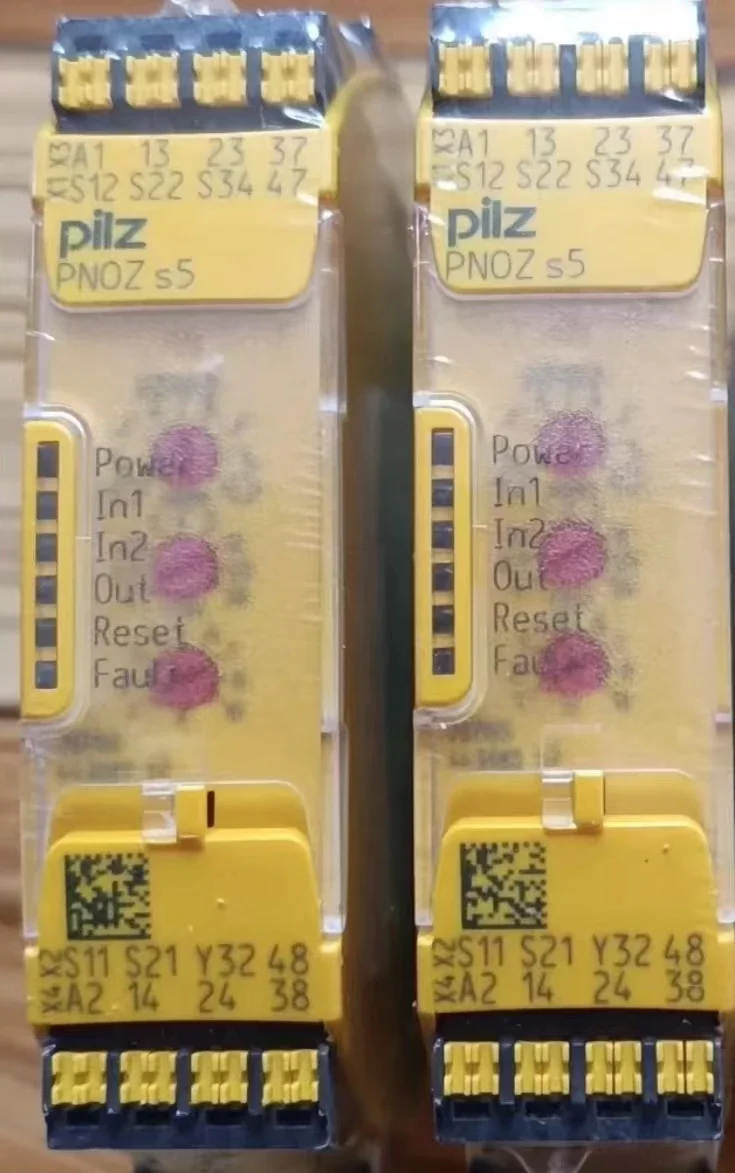 X3 A1 13 23 37
X1 S12 S22 S34 47
pilz
PNOZ s5
Power
In1
In2
Out
Reset
Fault
X2 S11 S21 Y32 48
X4 A2 14 24 38
X3 A1 13 23 37
X1 S12 S22 S34 47
pilz
PNOZ s5
Power
In1
In2
Out
Reset
X2 S11 S21 Y32 48
X4 A2 14 24 38